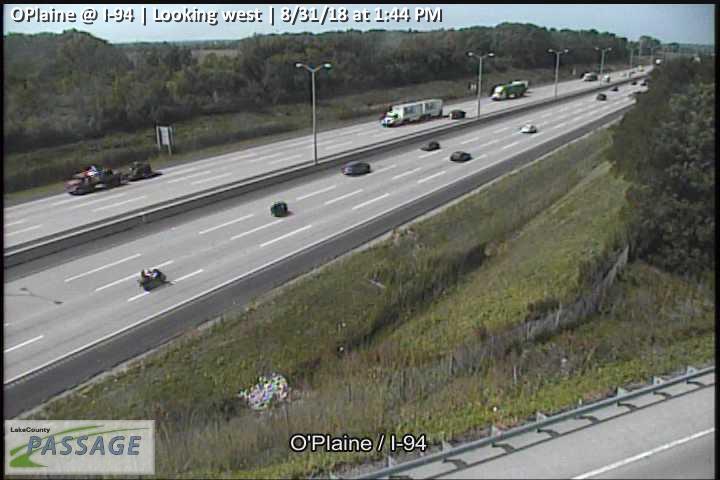 OPlaine @ I-94 | Looking west | 8/31/18 at 1:44 PM
O'Plaine / I-94
LakeCounty
PASSAGE